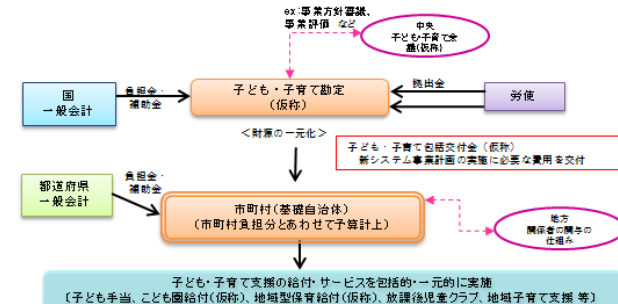 ex:事業方針審議、
事業評価 など
中央
子ども・子育て会
議(仮称)
国
一般会計
負担金・
補助金
子ども・子育て勘定
(仮称)
拠出金
労使
＜財源の一元化＞
子ども・子育て包括交付金（仮称）
新システム事業計画の実施に必要な費用を交付
都道府県
一般会計
負担金・
補助金
市町村(基礎自治体)
(市町村負担分とあわせて予算計上)
地方
関係者の関与の
仕組み
子ども・子育て支援の給付・サービスを包括的・一元的に実施
〔子ども手当、こども園給付(仮称)、地域型保育給付(仮称)、放課後児童クラブ、地域子育て支援 等〕